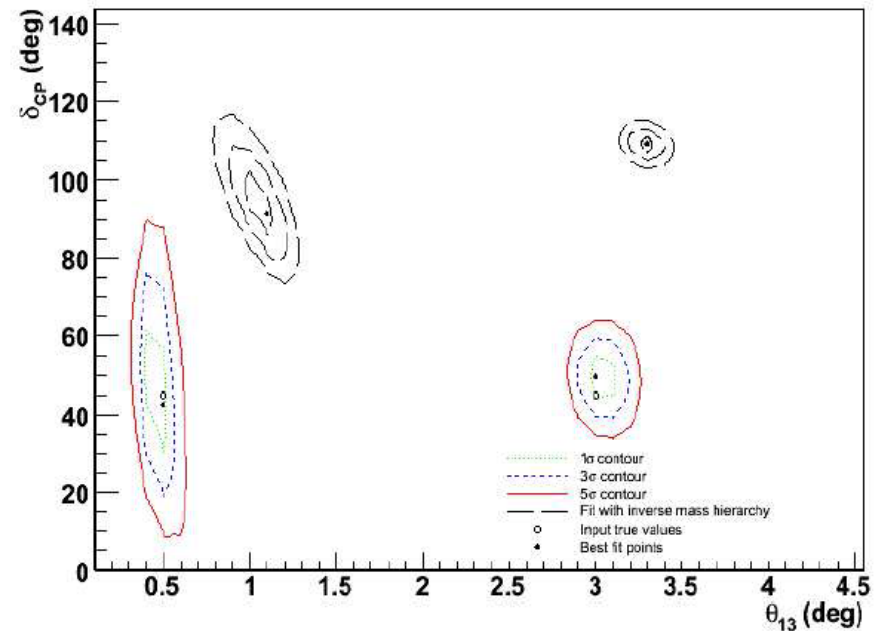 δCP (deg)
140
120
100
80
60
40
20
0
1σ contour
3σ contour
5σ contour
Fit with inverse mass hierarchy
Input true values
Best fit points
0.5 1 1.5 2 2.5 3 3.5 4 4.5
θ13 (deg)